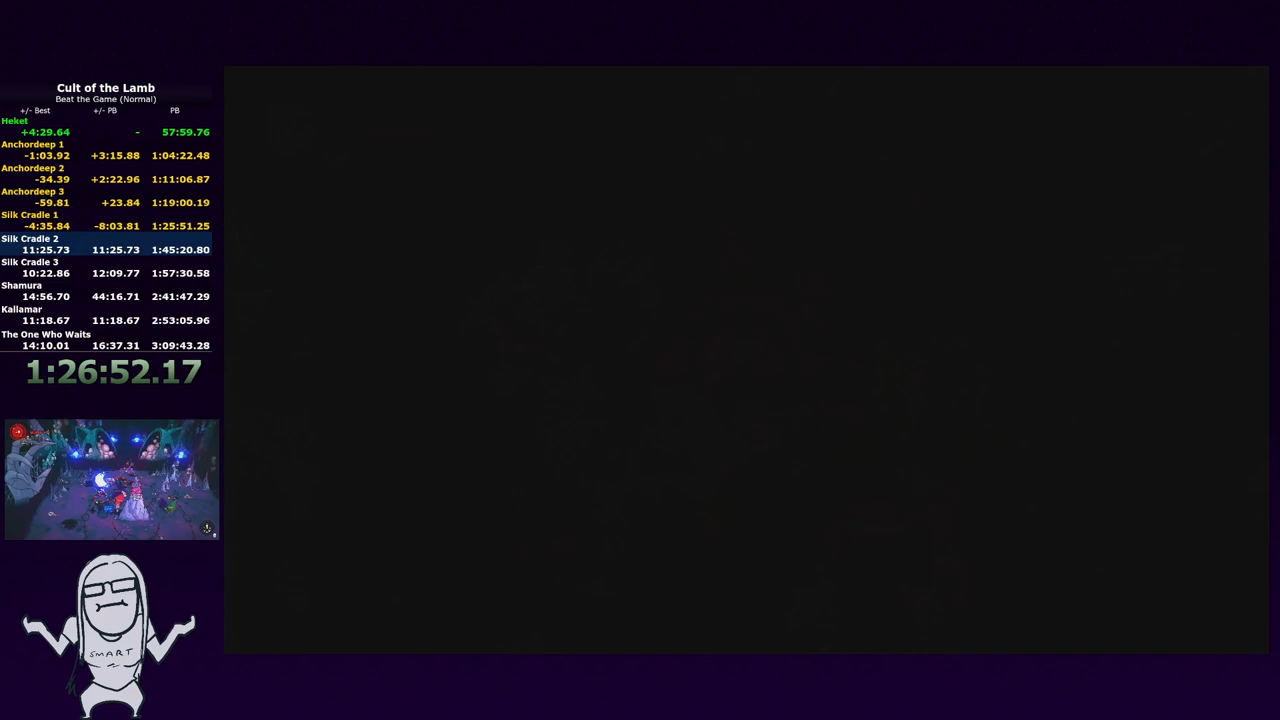 Cult of the Lamb
Beat the Game (Normal)
+/- Best +/- PB PB
Heket
+4:29.64 - 57:59.76
Anchordeep 1
-1:03.92 +3:15.88 1:04:22.48
Anchordeep 2
-34.39 +2:22.96 1:11:06.87
Anchordeep 3
-59.81 +23.84 1:19:00.19
Silk Cradle 1
-4:35.84 -8:03.81 1:25:51.25
Silk Cradle 2
11:25.73 11:25.73 1:45:20.80
Silk Cradle 3
10:22.86 12:09.77 1:57:30.58
Shamura
14:56.70 44:16.71 2:41:47.29
Kallamar
11:18.67 11:18.67 2:53:05.96
The One Who Waits
14:10.01 16:37.31 3:09:43.28
1:26:52.17
SMART